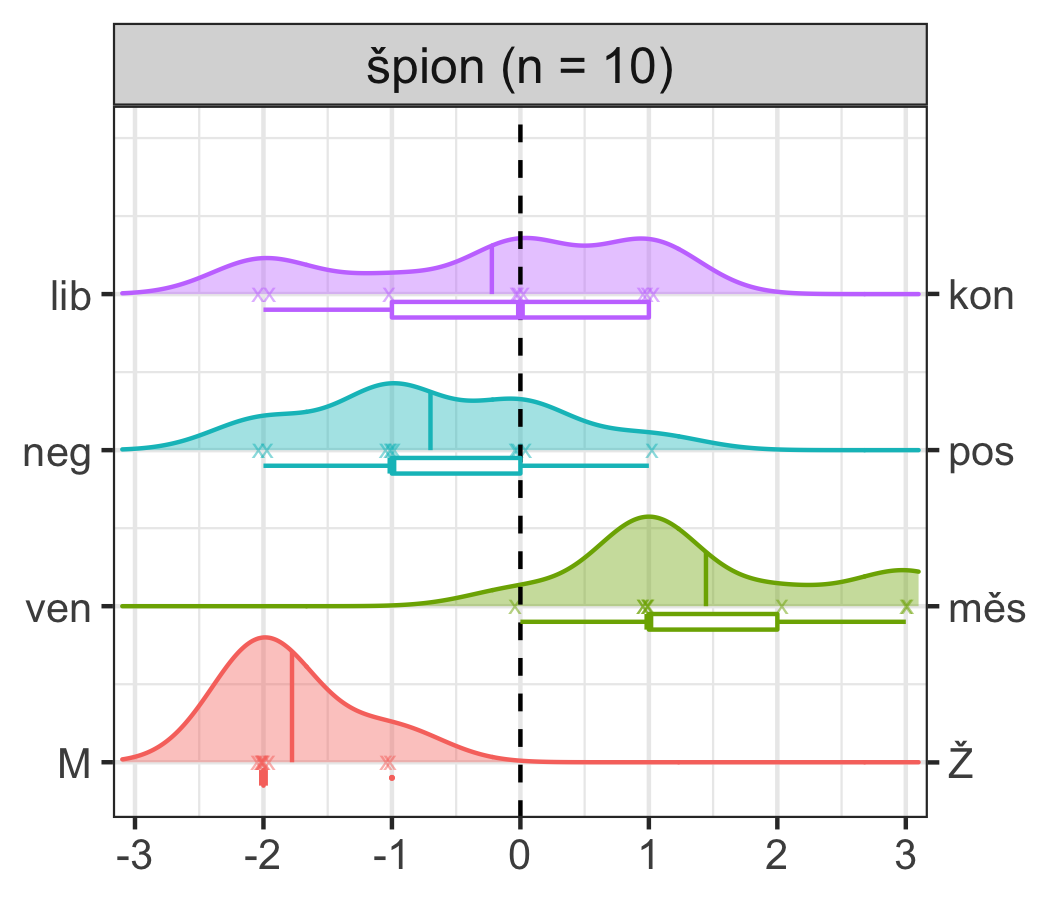 špion (n = 10)
lib kon
neg pos
ven měs
M Ž
-3 -2 -1 0 1 2 3